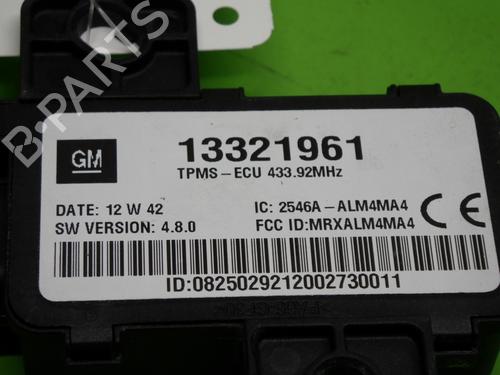 B-PARTS
GM
13321961
TPMS-ECU 433.92MHz
DATE: 12 W 42
IC: 2546A-ALM4MA4
SW VERSION: 4.8.0
FCC ID:MRXALM4MA4
CE
ID:0825029212002730011